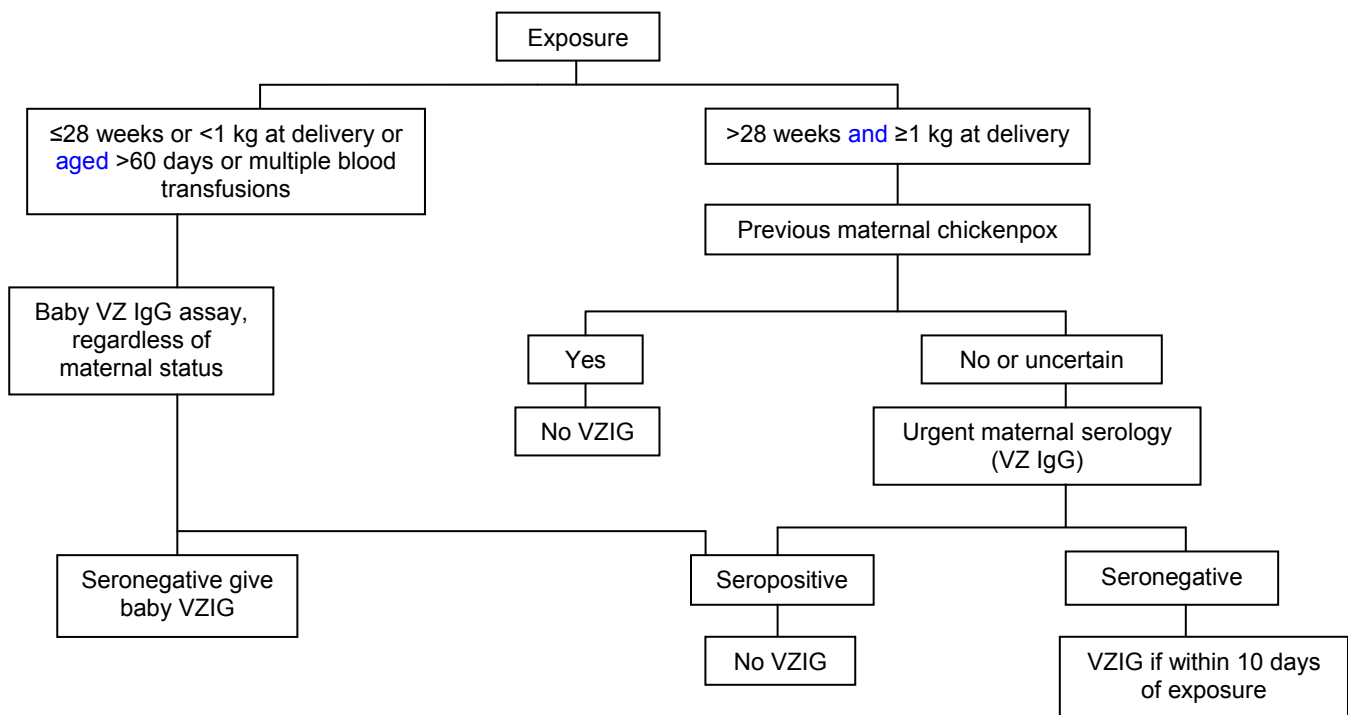 Exposure
≤28 weeks or <1 kg at delivery or
aged >60 days or multiple blood
transfusions
>28 weeks and ≥1 kg at delivery
Previous maternal chickenpox
Baby VZ IgG assay,
regardless of
maternal status
Yes
No or uncertain
No VZIG
Urgent maternal serology
(VZ IgG)
Seronegative give
baby VZIG
Seropositive
Seronegative
No VZIG
VZIG if within 10 days
of exposure